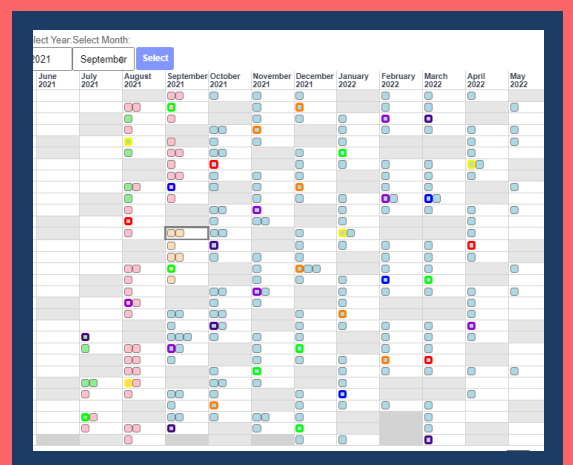 lect Year:Select Month:
2021 September Select
June July August September October November December January February March April May
2021 2021 2021 2021 2021 2021 2021 2022 2022 2022 2022 2022